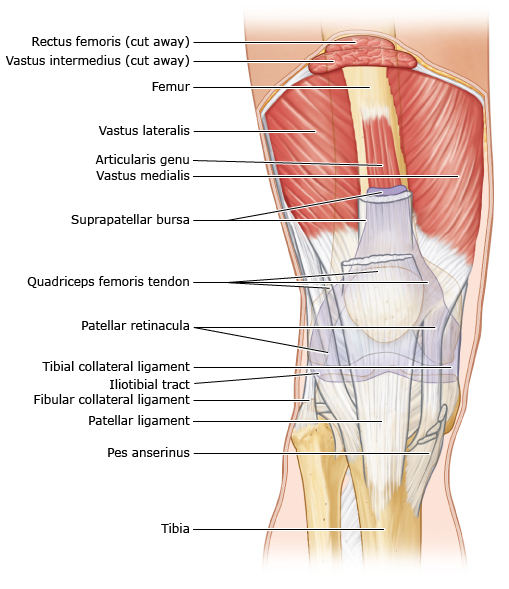 Rectus femoris (cut away)
Vastus intermedius (cut away)
Femur
Vastus lateralis
Articularis genu
Vastus medialis
Suprapatellar bursa
Quadriceps femoris tendon
Patellar retinacula
Tibial collateral ligament
Iliotibial tract
Fibular collateral ligament
Patellar ligament
Pes anserinus
Tibia